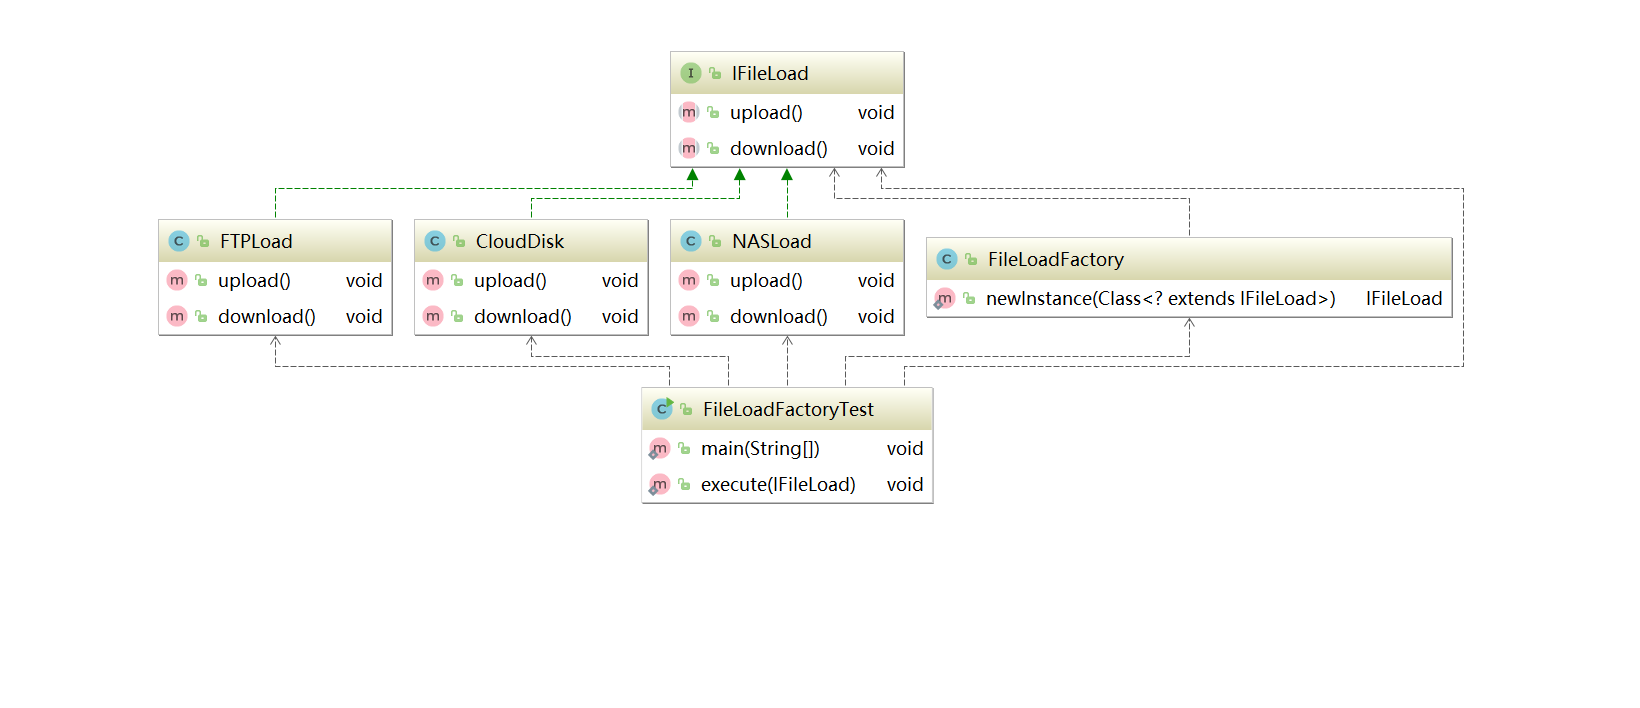 I IFileLoad
m upload() void
m download() void
C FTPLoad
m upload() void
m download() void
C CloudDisk
m upload() void
m download() void
C NASLoad
m upload() void
m download() void
C FileLoadFactory
m newInstance(Class<? extends IFileLoad>) IFileLoad
C FileLoadFactoryTest
m main(String[]) void
m execute(IFileLoad) void